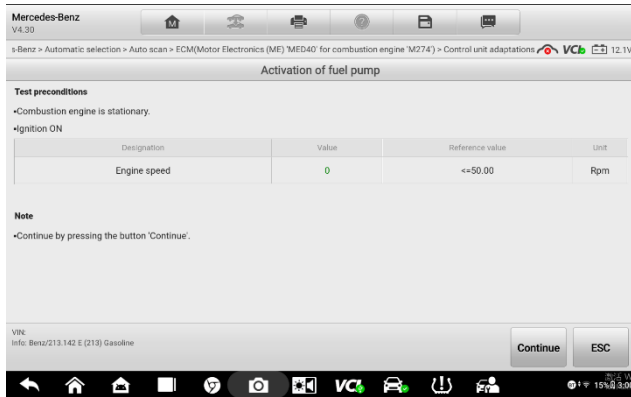 Mercedes-Benz
V4.30
M
?
s-Benz > Automatic selection > Auto scan > ECM(Motor Electronics (ME) 'MED40' for combustion engine 'M274') > Control unit adaptations
VCI
12.1V
Activation of fuel pump
Test preconditions
•Combustion engine is stationary.
•Ignition ON
Designation Value Reference value Unit
Engine speed 0 <=50.00 Rpm
Note
•Continue by pressing the button 'Continue'.
VIN:
Info: Benz/213.142 E (213) Gasoline
Continue ESC
VCI
15%